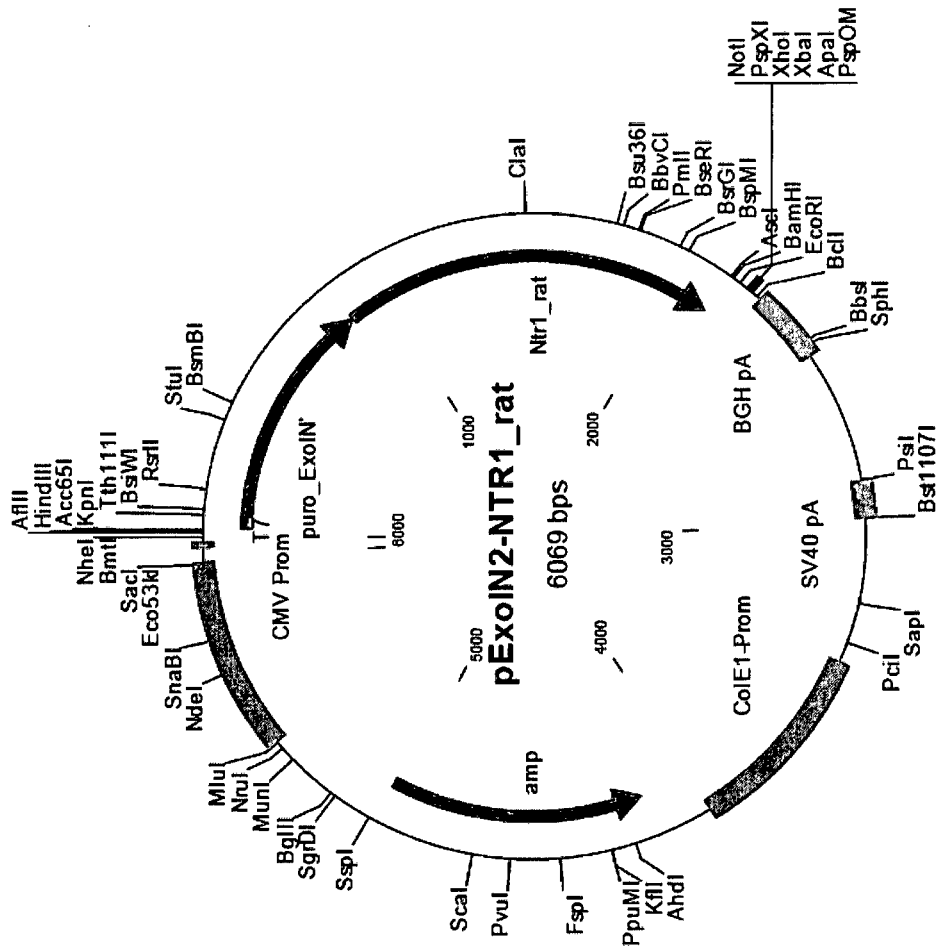 AflII
HindIII
Acc65I
KpnI
Tth111I
BsiWI
RsrII
StuI
BsmBI
ClaI
Bsu36I
BbvCI
PmlI
BseRI
BsrGI
BspMI
AscI
BamHI
EcoRI
BclI
NotI
PspXI
XhoI
XbaI
ApaI
PspOM
BbsI
SphI
PsiI
Bst1107I
SapI
PciI
AhdI
KflI
PpuMI
FspI
PvuI
ScaI
SspI
SgrDI
BglII
MunI
NruI
MluI
NdeI
SnaBI
Eco53kI
SacI
BmtI
NheI
T
CMV Prom
puro_ExoIN'
Ntr1_rat
BGH pA
SV40 pA
ColE1-Prom
amp
1000
2000
3000
4000
5000
6000
pExoIN2-NTR1_rat
6069 bps